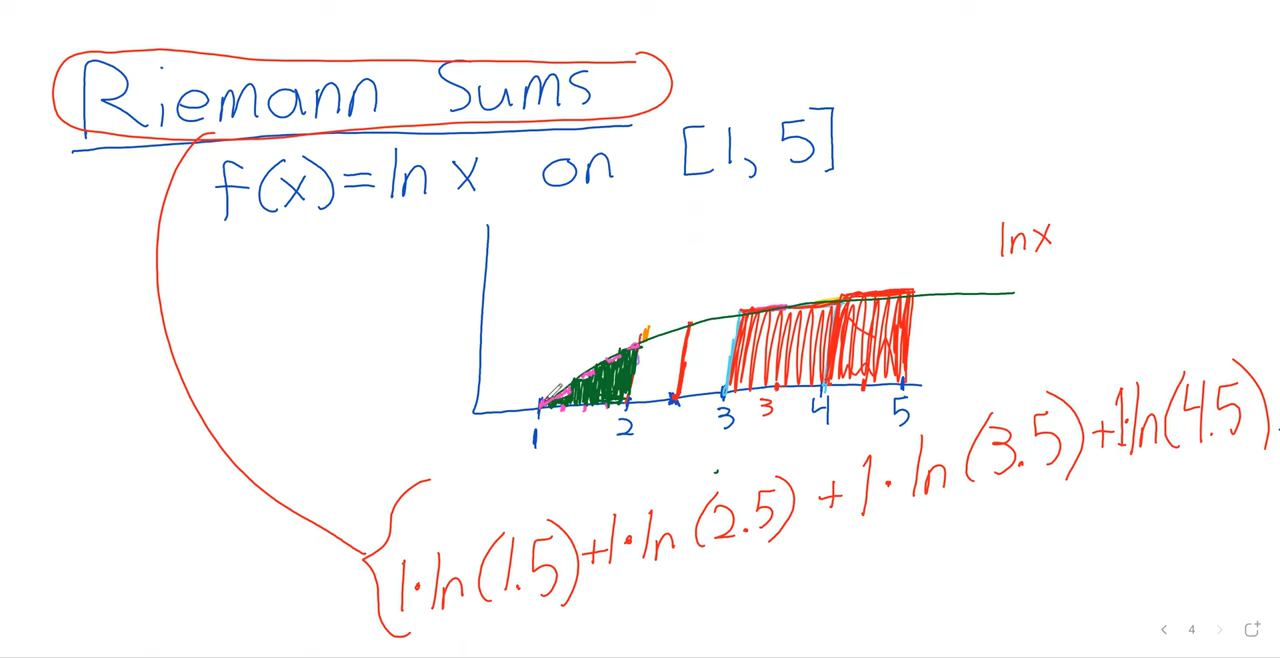 Riemann Sums
f(x)=ln x on [1, 5]
ln x
1 2 3 3 4 5
1·ln(1.5)+1·ln(2.5)+1·ln(3.5)+1·ln(4.5)
< 4 >